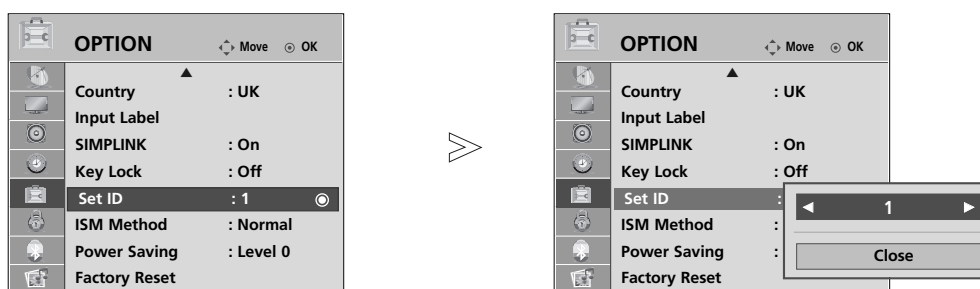 OPTION Move OK
Country : UK
Input Label
SIMPLINK : On
Key Lock : Off
Set ID : 1
ISM Method : Normal
Power Saving : Level 0
Factory Reset
OPTION Move OK
Country : UK
Input Label
SIMPLINK : On
Key Lock : Off
Set ID :
ISM Method :
Power Saving :
Factory Reset
1
Close